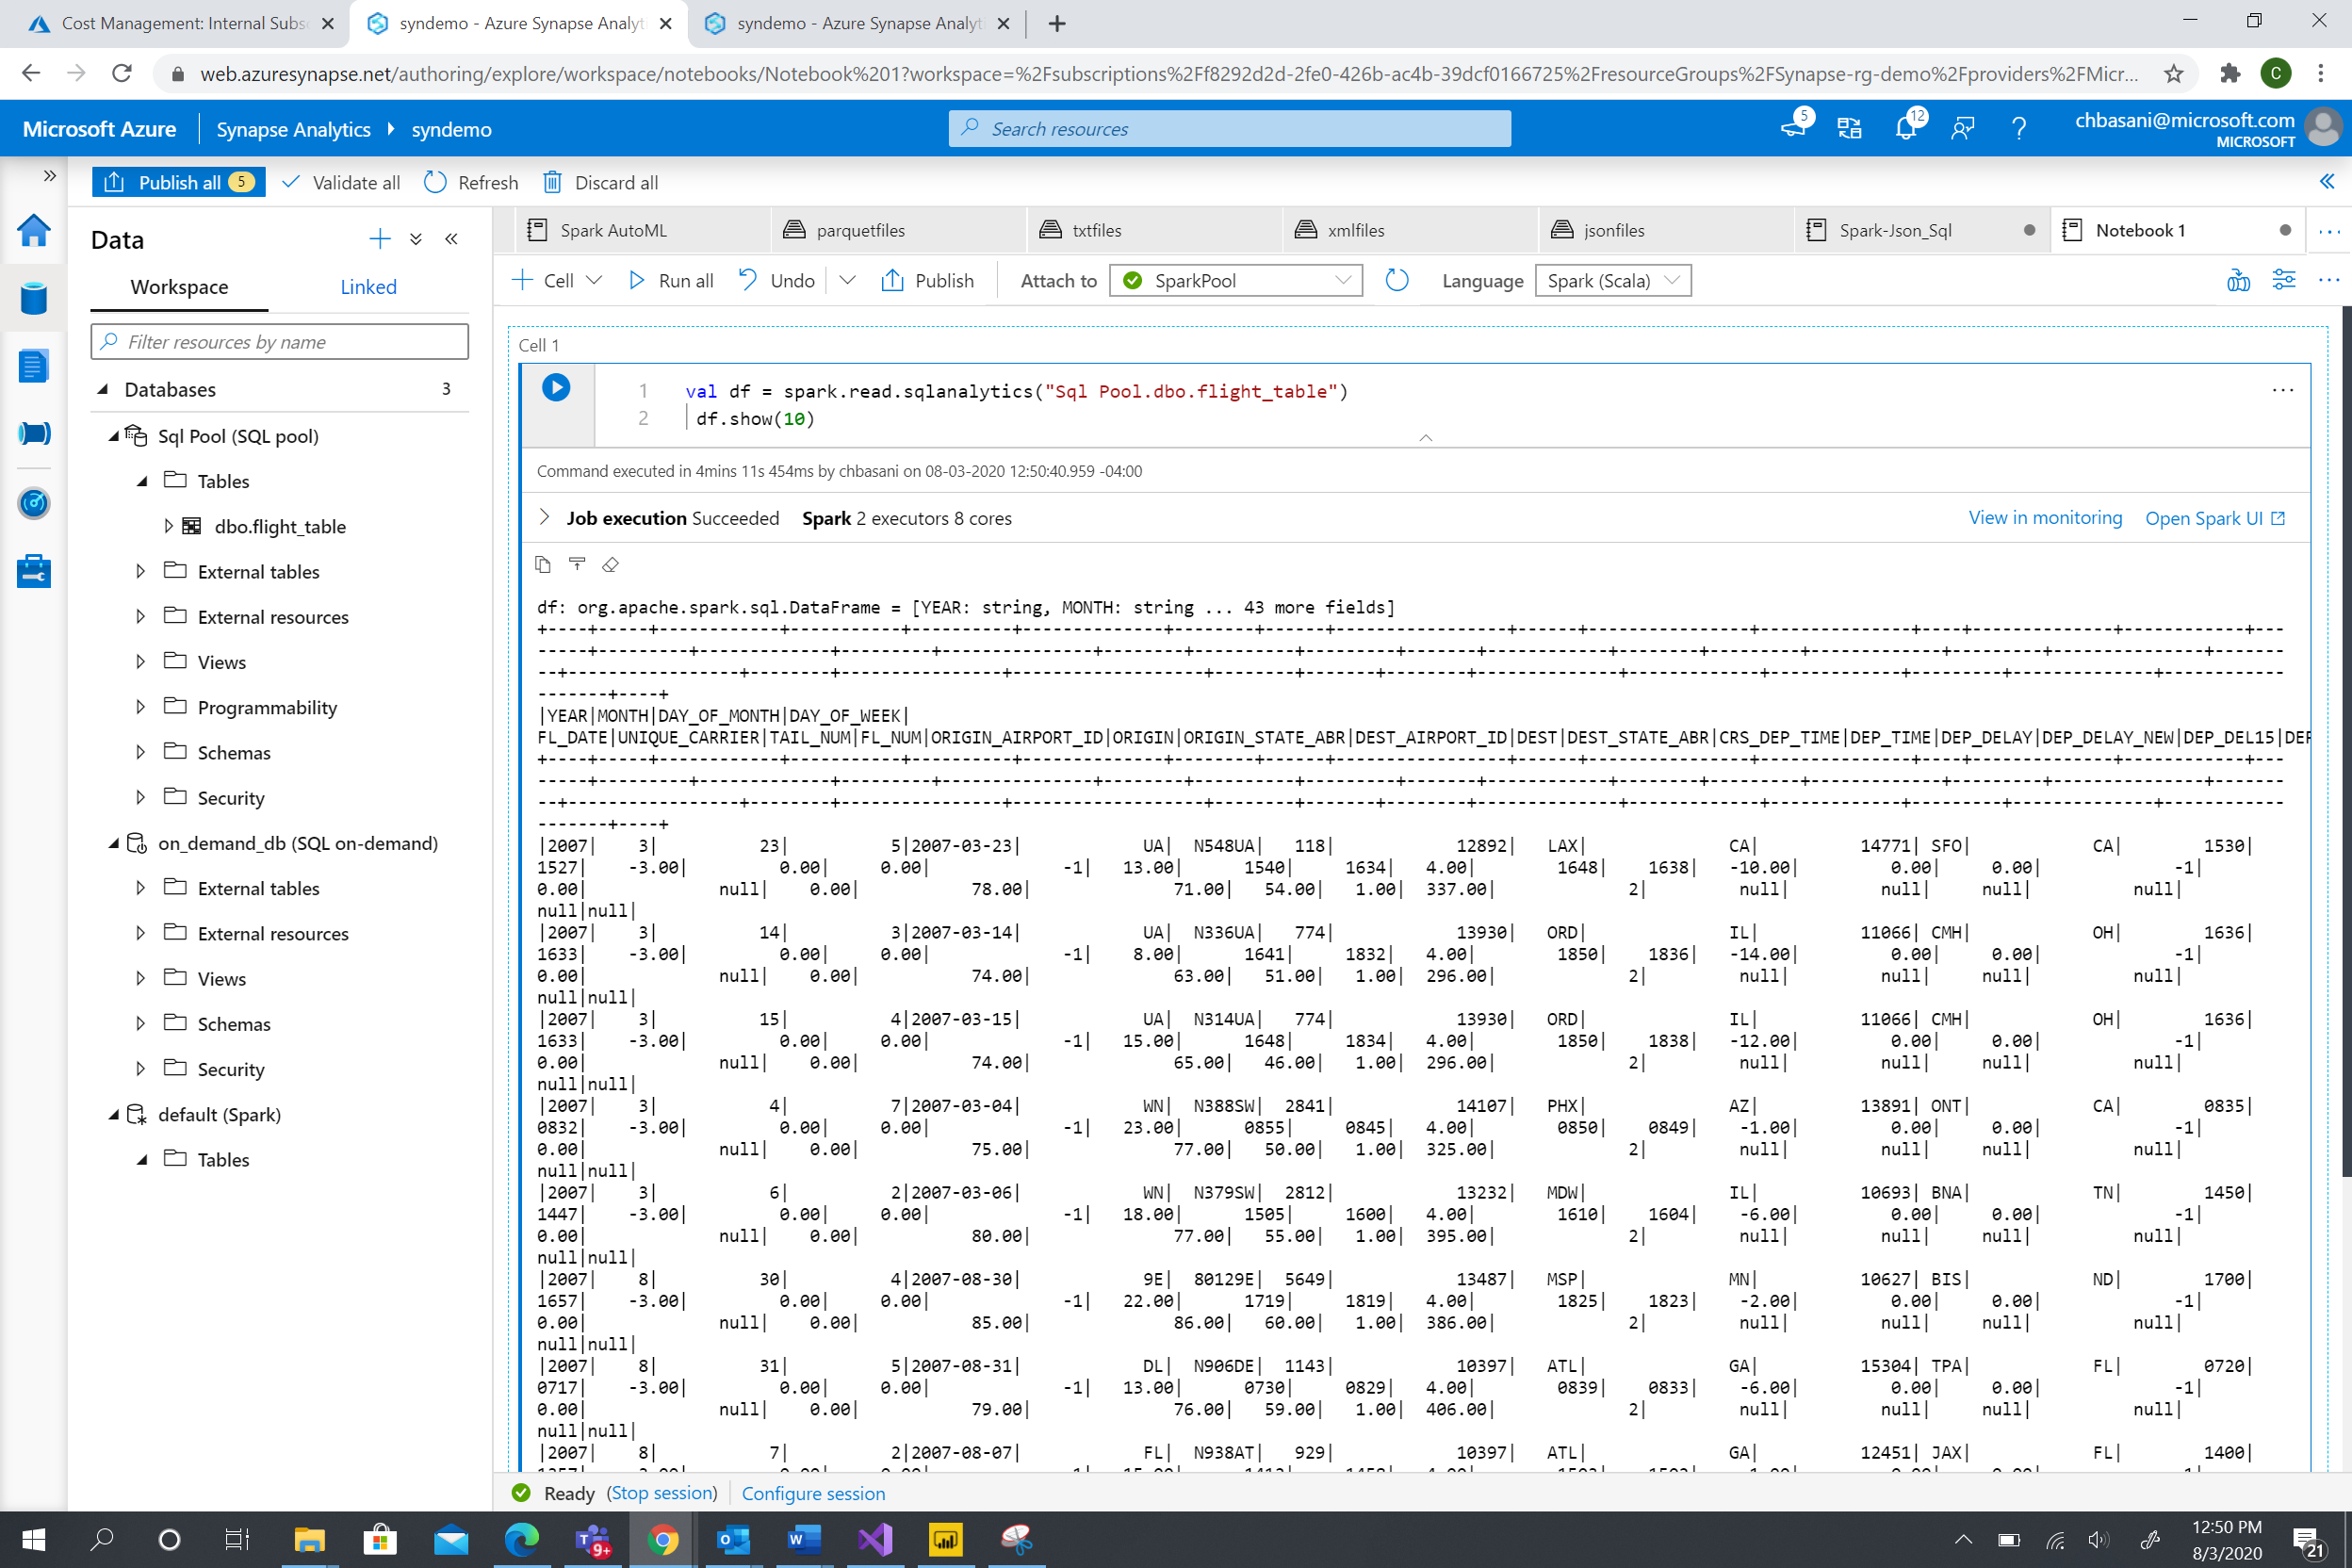 Cost Management: Internal Subs
syndemo - Azure Synapse Analyt
syndemo - Azure Synapse Analyt
web.azuresynapse.net/authoring/explore/workspace/notebooks/Notebook%201?workspace=%2Fsubscriptions%2Ff8292d2d-2fe0-426b-ac4b-39dcf0166725%2FresourceGroups%2FSynapse-rg-demo%2Fproviders%2FMicr...
C
Microsoft Azure
Synapse Analytics
syndemo
Search resources
5
12
chbasani@microsoft.com
MICROSOFT
Publish all 5
Validate all
Refresh
Discard all
Data
Workspace
Linked
Filter resources by name
Databases 3
Sql Pool (SQL pool)
Tables
dbo.flight_table
External tables
External resources
Views
Programmability
Schemas
Security
on_demand_db (SQL on-demand)
External tables
External resources
Views
Schemas
Security
default (Spark)
Tables
Spark AutoML
parquetfiles
txtfiles
xmlfiles
jsonfiles
Spark-Json_Sql
Notebook 1
Cell
Run all
Undo
Publish
Attach to
SparkPool
Language
Spark (Scala)
Cell 1
1 val df = spark.read.sqlanalytics("Sql Pool.dbo.flight_table")
2 df.show(10)
Command executed in 4mins 11s 454ms by chbasani on 08-03-2020 12:50:40.959 -04:00
Job execution Succeeded Spark 2 executors 8 cores
View in monitoring
Open Spark UI
df: org.apache.spark.sql.DataFrame = [YEAR: string, MONTH: string ... 43 more fields]
|YEAR|MONTH|DAY_OF_MONTH|DAY_OF_WEEK|
FL_DATE|UNIQUE_CARRIER|TAIL_NUM|FL_NUM|ORIGIN_AIRPORT_ID|ORIGIN|ORIGIN_STATE_ABR|DEST_AIRPORT_ID|DEST|DEST_STATE_ABR|CRS_DEP_TIME|DEP_TIME|DEP_DELAY|DEP_DELAY_NEW|DEP_DEL15|DEP
|2007| 3| 23| 5|2007-03-23| UA| N548UA| 118| 12892| LAX| CA| 14771| SFO| CA| 1530|
1527| -3.00| 0.00| 0.00| -1| 13.00| 1540| 1634| 4.00| 1648| 1638| -10.00| 0.00| 0.00| -1|
0.00| null| 0.00| 78.00| 71.00| 54.00| 1.00| 337.00| 2| null| null| null| null|
null|null|
|2007| 3| 14| 3|2007-03-14| UA| N336UA| 774| 13930| ORD| IL| 11066| CMH| OH| 1636|
1633| -3.00| 0.00| 0.00| -1| 8.00| 1641| 1832| 4.00| 1850| 1836| -14.00| 0.00| 0.00| -1|
0.00| null| 0.00| 74.00| 63.00| 51.00| 1.00| 296.00| 2| null| null| null| null|
null|null|
|2007| 3| 15| 4|2007-03-15| UA| N314UA| 774| 13930| ORD| IL| 11066| CMH| OH| 1636|
1633| -3.00| 0.00| 0.00| -1| 15.00| 1648| 1834| 4.00| 1850| 1838| -12.00| 0.00| 0.00| -1|
0.00| null| 0.00| 74.00| 65.00| 46.00| 1.00| 296.00| 2| null| null| null| null|
null|null|
|2007| 3| 4| 7|2007-03-04| WN| N388SW| 2841| 14107| PHX| AZ| 13891| ONT| CA| 0835|
0832| -3.00| 0.00| 0.00| -1| 23.00| 0855| 0845| 4.00| 0850| 0849| -1.00| 0.00| 0.00| -1|
0.00| null| 0.00| 75.00| 77.00| 50.00| 1.00| 325.00| 2| null| null| null| null|
null|null|
|2007| 3| 6| 2|2007-03-06| WN| N379SW| 2812| 13232| MDW| IL| 10693| BNA| TN| 1450|
1447| -3.00| 0.00| 0.00| -1| 18.00| 1505| 1600| 4.00| 1610| 1604| -6.00| 0.00| 0.00| -1|
0.00| null| 0.00| 80.00| 77.00| 55.00| 1.00| 395.00| 2| null| null| null| null|
null|null|
|2007| 8| 30| 4|2007-08-30| 9E| 80129E| 5649| 13487| MSP| MN| 10627| BIS| ND| 1700|
1657| -3.00| 0.00| 0.00| -1| 22.00| 1719| 1819| 4.00| 1825| 1823| -2.00| 0.00| 0.00| -1|
0.00| null| 0.00| 85.00| 86.00| 60.00| 1.00| 386.00| 2| null| null| null| null|
null|null|
|2007| 8| 31| 5|2007-08-31| DL| N906DE| 1143| 10397| ATL| GA| 15304| TPA| FL| 0720|
0717| -3.00| 0.00| 0.00| -1| 13.00| 0730| 0829| 4.00| 0839| 0833| -6.00| 0.00| 0.00| -1|
0.00| null| 0.00| 79.00| 76.00| 59.00| 1.00| 406.00| 2| null| null| null| null|
null|null|
|2007| 8| 7| 2|2007-08-07| FL| N938AT| 929| 10397| ATL| GA| 12451| JAX| FL| 1400|
Ready (Stop session)
Configure session
9+
12:50 PM
8/3/2020
21